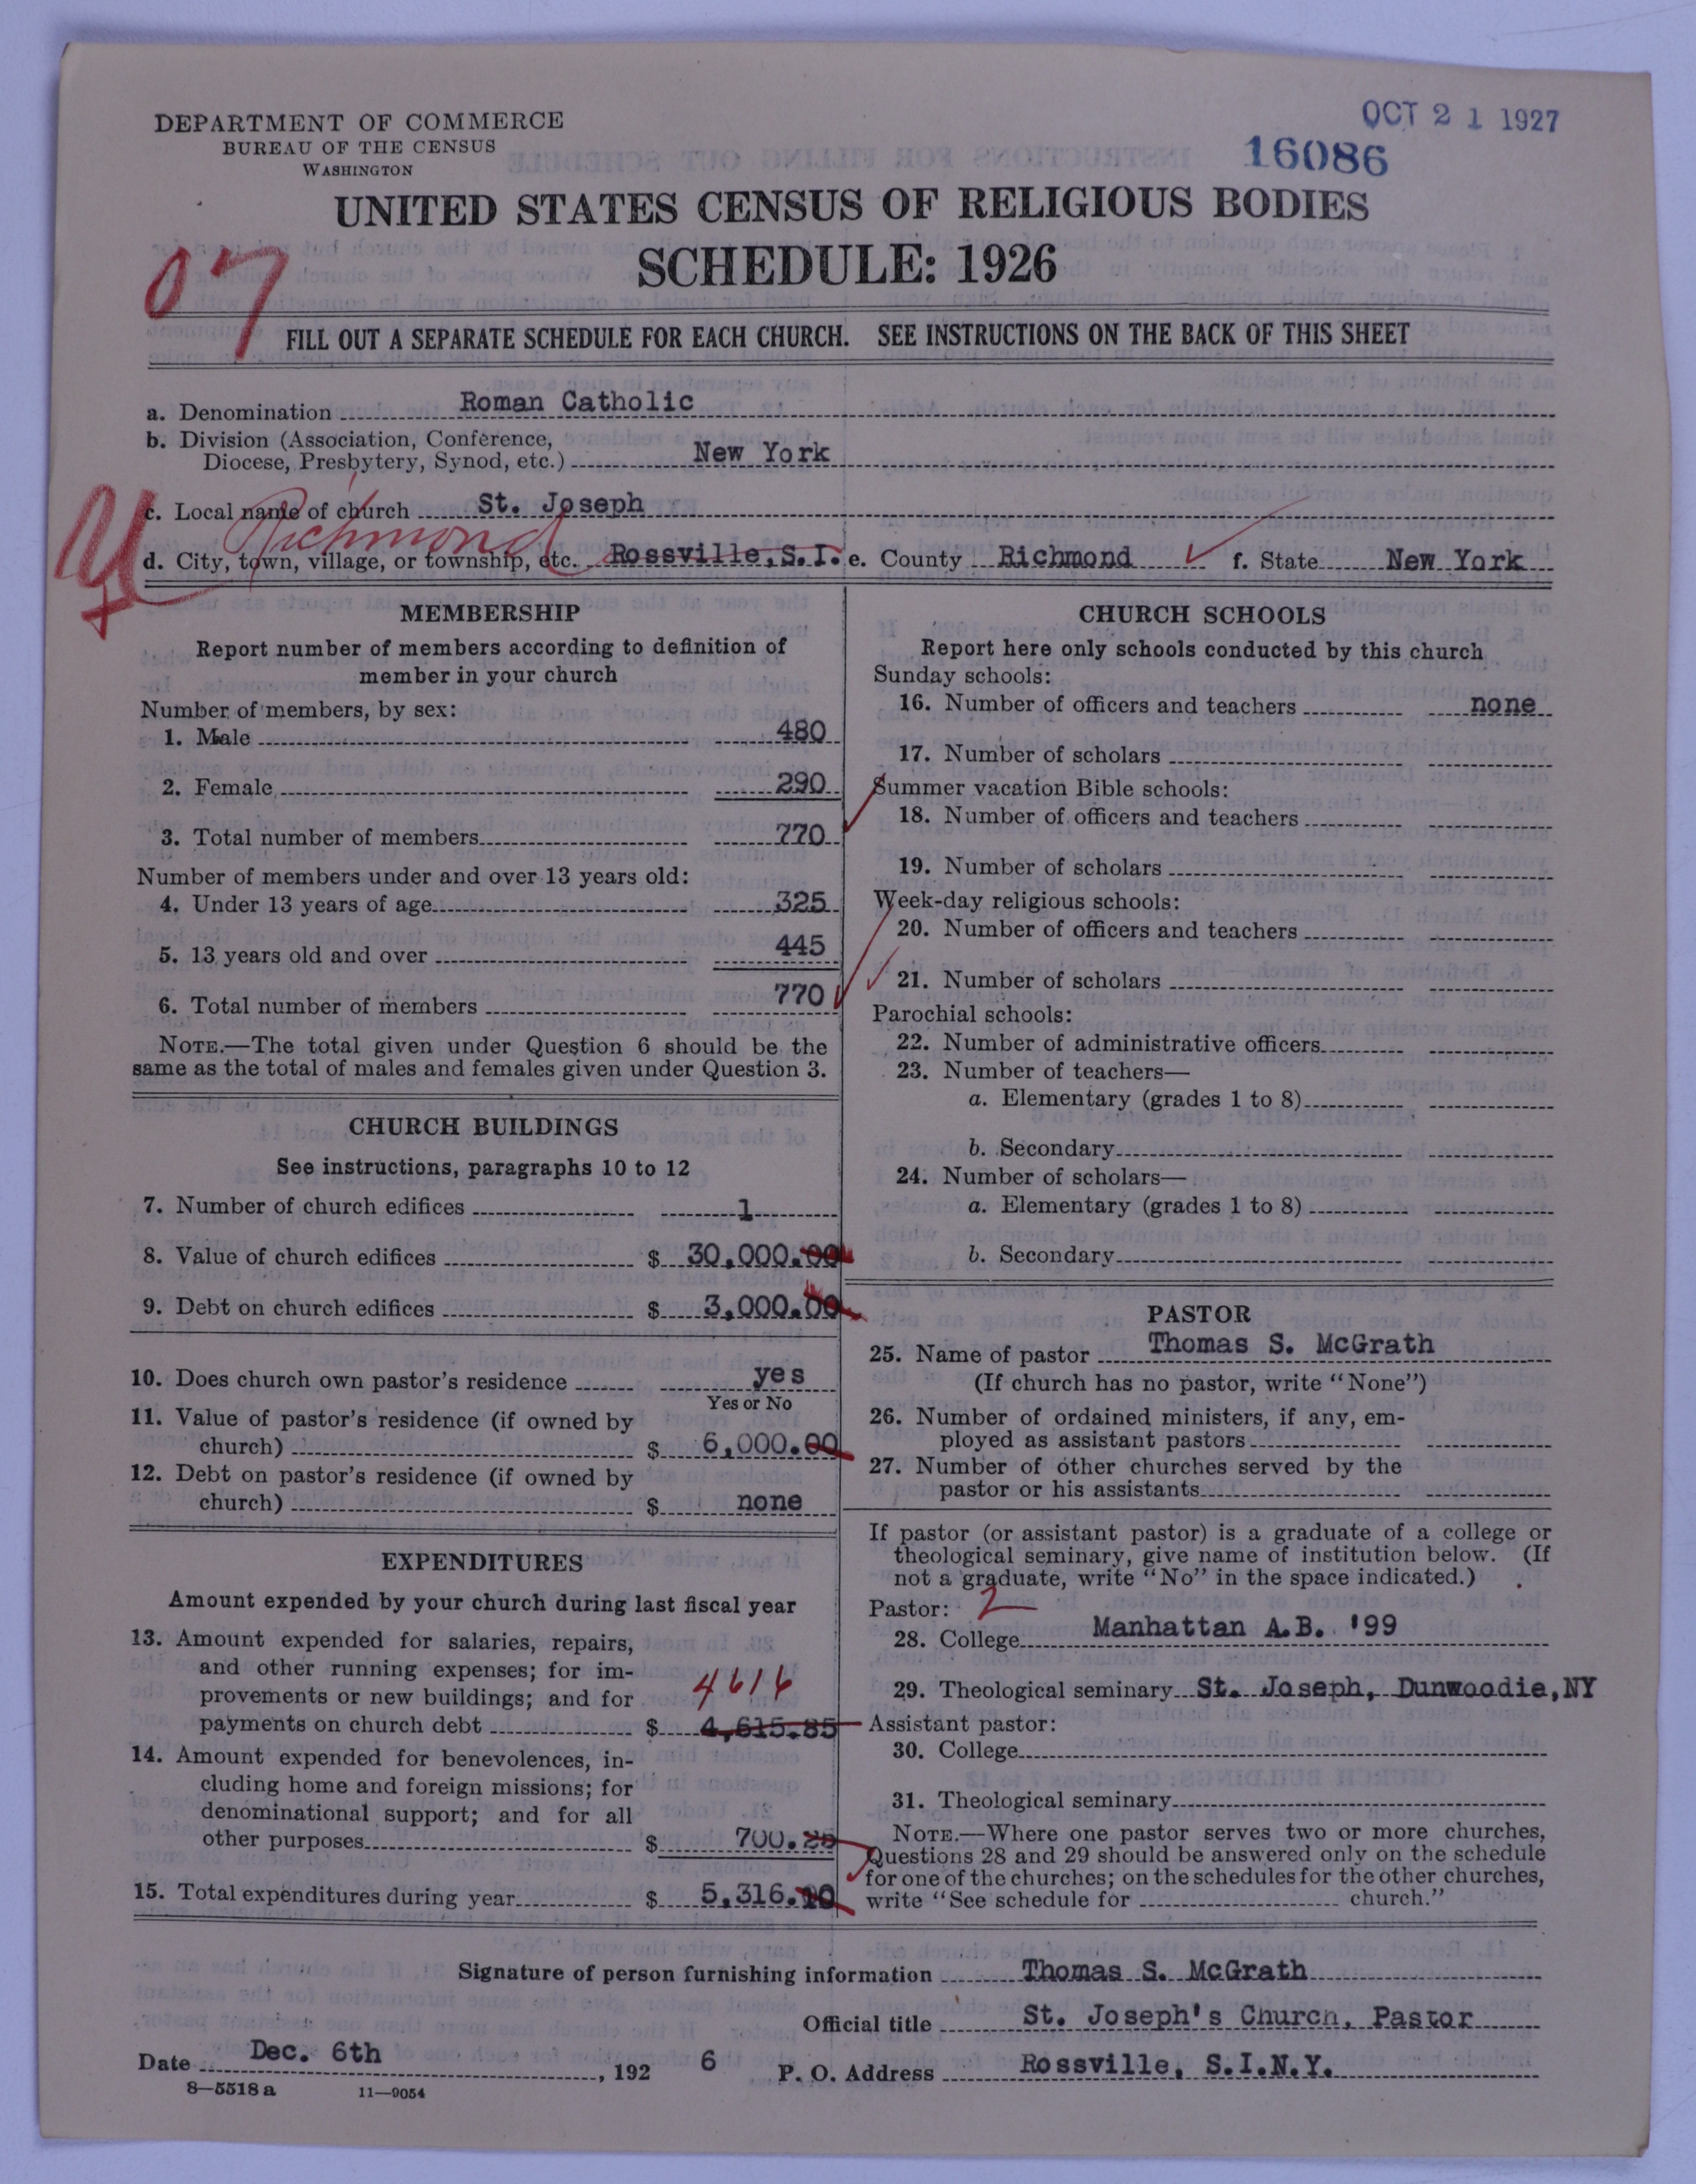 OCT 21 1927
16086
DEPARTMENT OF COMMERCE
BUREAU OF THE CENSUS
WASHINGTON
UNITED STATES CENSUS OF RELIGIOUS BODIES
SCHEDULE: 1926
07
FILL OUT A SEPARATE SCHEDULE FOR EACH CHURCH. SEE INSTRUCTIONS ON THE BACK OF THIS SHEET
a. Denomination Roman Catholic
b. Division (Association, Conference,
Diocese, Presbytery, Synod, etc.) New York
c. Local name of church St. Joseph
Richmond
d. City, town, village, or township, etc. Rossville, S.I. e. County Richmond f. State New York
MEMBERSHIP
Report number of members according to definition of
member in your church
Number of members, by sex:
1. Male 480
2. Female 290
3. Total number of members 770
Number of members under and over 13 years old:
4. Under 13 years of age 325
5. 13 years old and over 445
6. Total number of members 770
NOTE.—The total given under Question 6 should be the
same as the total of males and females given under Question 3.
CHURCH BUILDINGS
See instructions, paragraphs 10 to 12
7. Number of church edifices 1
8. Value of church edifices $ 30,000.00
9. Debt on church edifices $ 3,000.00
10. Does church own pastor's residence yes
Yes or No
11. Value of pastor's residence (if owned by
church) $ 6,000.00
12. Debt on pastor's residence (if owned by
church) $ none
EXPENDITURES
Amount expended by your church during last fiscal year
13. Amount expended for salaries, repairs,
and other running expenses; for im-
provements or new buildings; and for 4616
payments on church debt $ 4,615.85
14. Amount expended for benevolences, in-
cluding home and foreign missions; for
denominational support; and for all
other purposes $ 700.25
15. Total expenditures during year $ 5,316.10
CHURCH SCHOOLS
Report here only schools conducted by this church
Sunday schools:
16. Number of officers and teachers none
17. Number of scholars
Summer vacation Bible schools:
18. Number of officers and teachers
19. Number of scholars
Week-day religious schools:
20. Number of officers and teachers
21. Number of scholars
Parochial schools:
22. Number of administrative officers
23. Number of teachers—
a. Elementary (grades 1 to 8)
b. Secondary
24. Number of scholars—
a. Elementary (grades 1 to 8)
b. Secondary
PASTOR
25. Name of pastor Thomas S. McGrath
(If church has no pastor, write "None")
26. Number of ordained ministers, if any, em-
ployed as assistant pastors
27. Number of other churches served by the
pastor or his assistants
If pastor (or assistant pastor) is a graduate of a college or
theological seminary, give name of institution below. (If
not a graduate, write "No" in the space indicated.)
Pastor: 2
28. College Manhattan A.B. '99
29. Theological seminary St. Joseph, Dunwoodie, NY
Assistant pastor:
30. College
31. Theological seminary
NOTE.—Where one pastor serves two or more churches,
Questions 28 and 29 should be answered only on the schedule
for one of the churches; on the schedules for the other churches,
write "See schedule for church."
Signature of person furnishing information Thomas S. McGrath
Official title St. Joseph's Church, Pastor
Date Dec. 6th, 192 6 P. O. Address Rossville, S.I.N.Y.
8—5518 a 11—9054